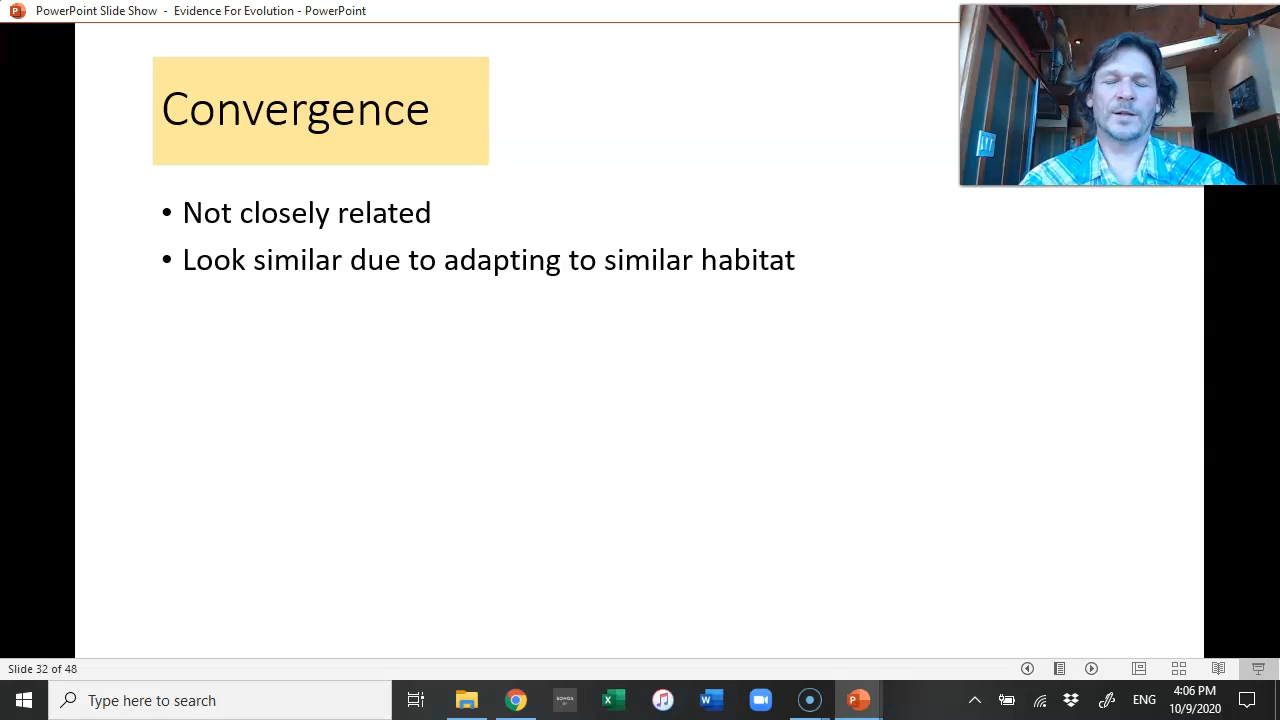 PowerPoint Slide Show - Evidence For Evolution - PowerPoint
Convergence
• Not closely related
• Look similar due to adapting to similar habitat
Slide 32 of 48
Type here to search
SONOS
ENG
4:06 PM
10/9/2020